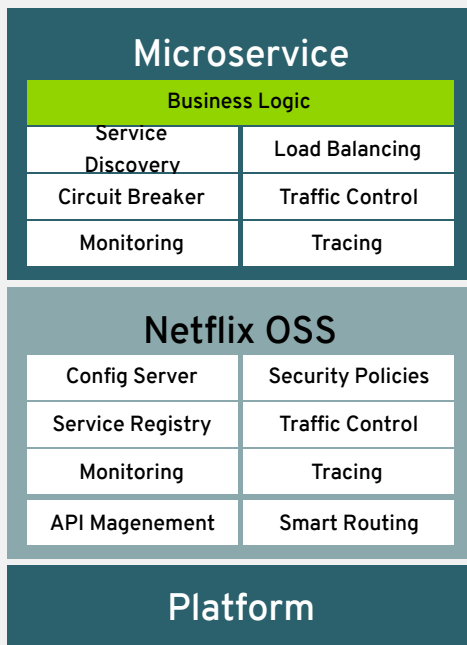 Microservice
Business Logic
Service
Discovery
Load Balancing
Circuit Breaker
Traffic Control
Monitoring
Tracing
Netflix OSS
Config Server
Security Policies
Service Registry
Traffic Control
Monitoring
Tracing
API Magenement
Smart Routing
Platform